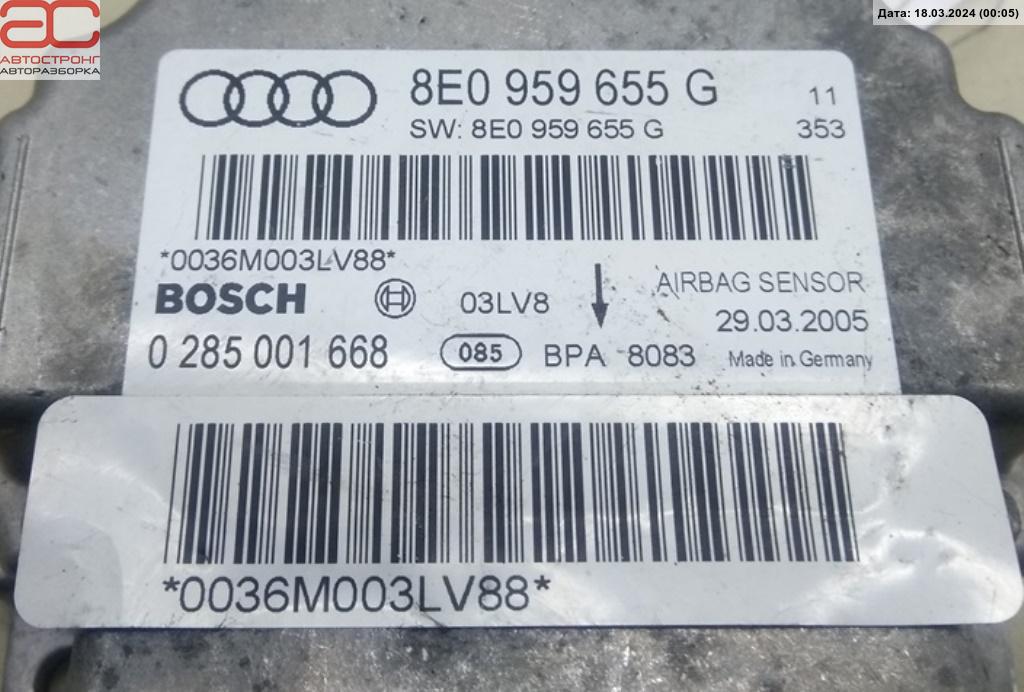 Дата: 18.03.2024 (00:05)
АС
АВТОСТРОНГ
АВТОРАЗБОРКА
8E0 959 655 G
11
SW: 8E0 959 655 G
353
*0036M003LV88*
BOSCH
03LV8
AIRBAG SENSOR
29.03.2005
0 285 001 668
085
BPA 8083
Made in Germany
*0036M003LV88*